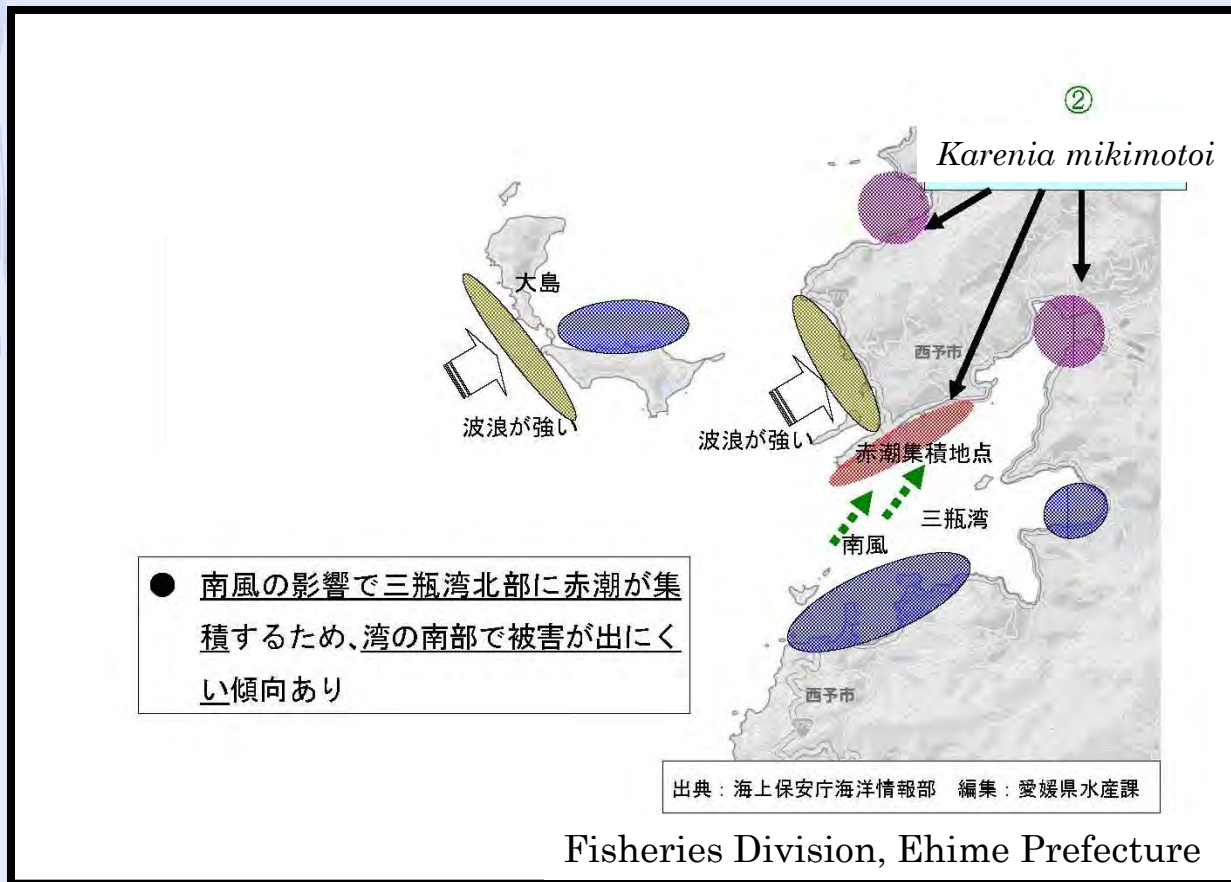 ②
Karenia mikimotoi
大島
西予市
波浪が強い
波浪が強い
赤潮集積地点
三瓶湾
南風
● 南風の影響で三瓶湾北部に赤潮が集
積するため、湾の南部で被害が出にく
い傾向あり
西予市
出典：海上保安庁海洋情報部　編集：愛媛県水産課
Fisheries Division, Ehime Prefecture